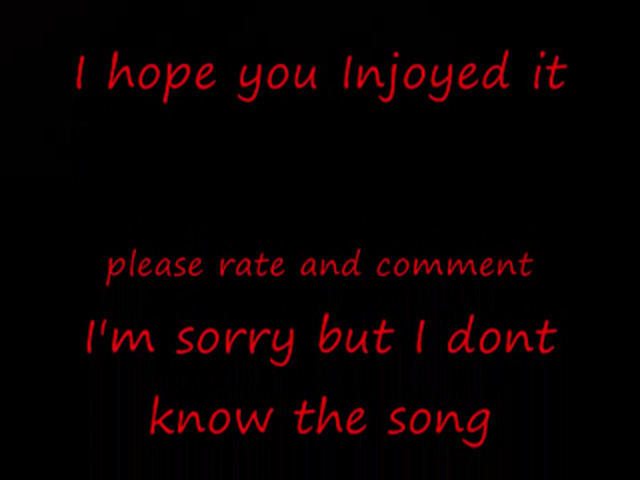 I hope you Injoyed it
please rate and comment
I'm sorry but I dont
know the song